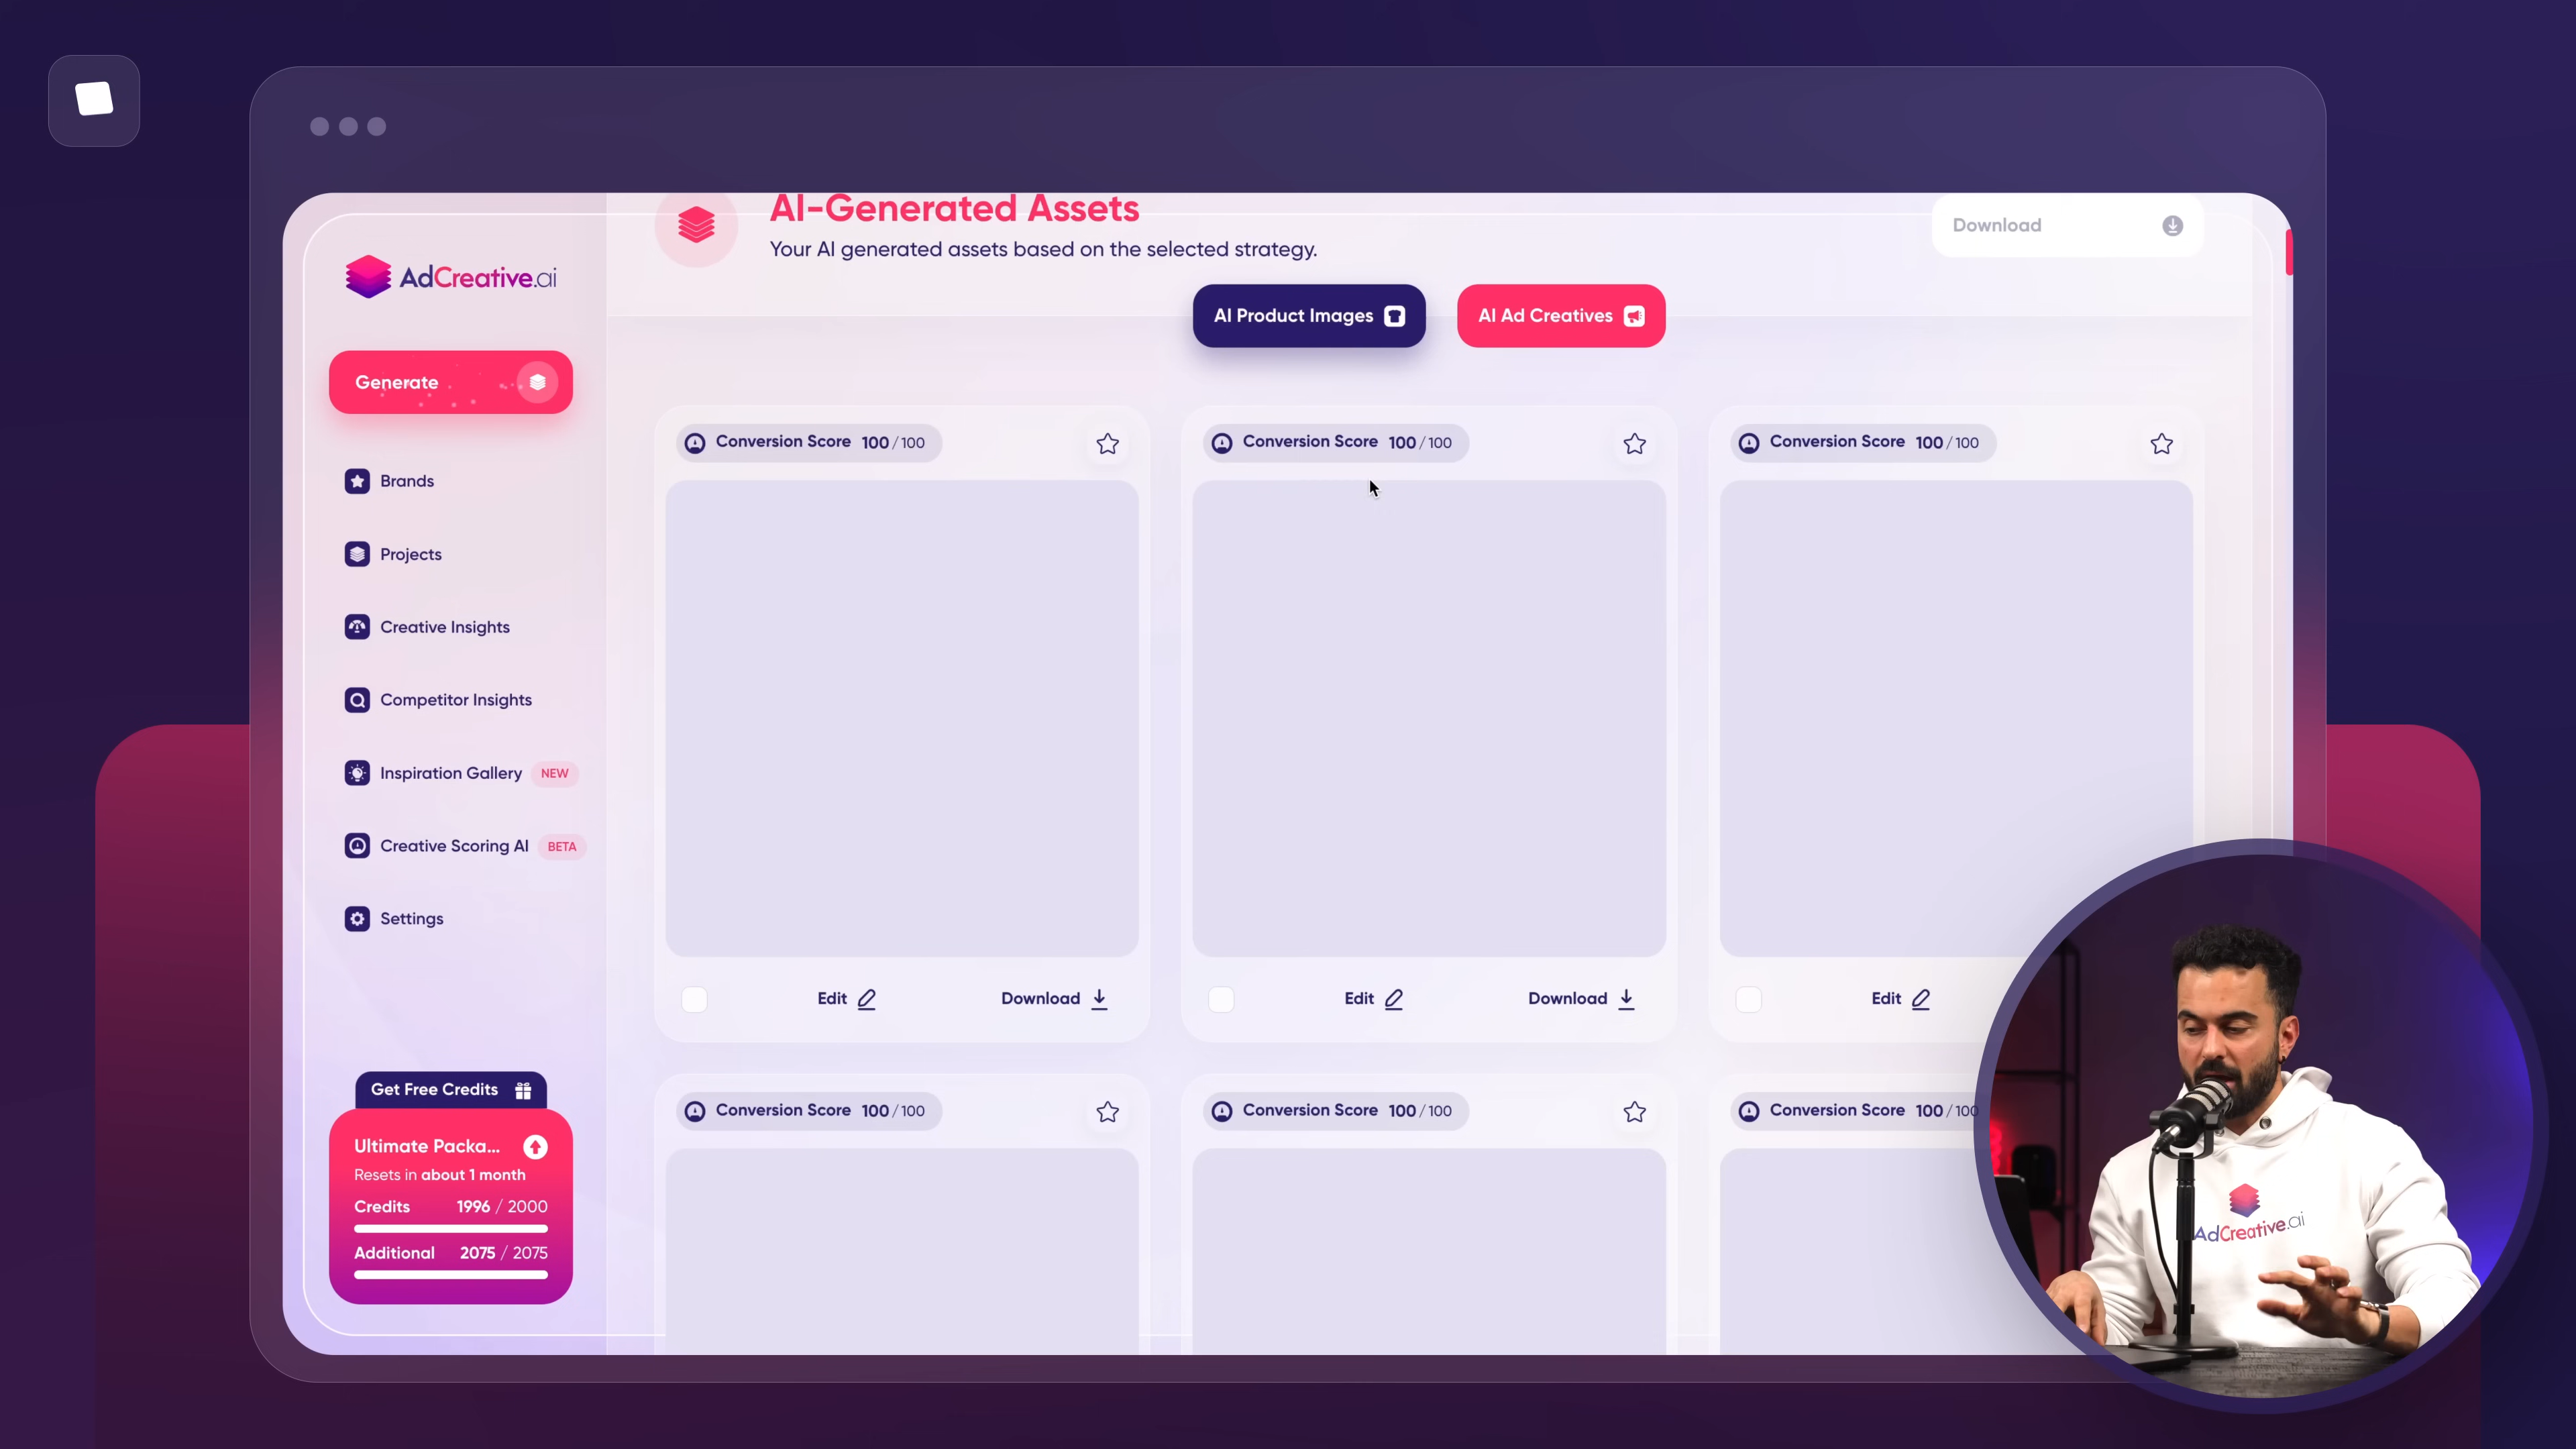 AI-Generated Assets
Your AI generated assets based on the selected strategy.
Download
AdCreative.ai
AI Product Images
AI Ad Creatives
Generate
Conversion Score 100/100
Conversion Score 100/100
Conversion Score 100/100
Brands
Projects
Creative Insights
Competitor Insights
Inspiration Gallery NEW
Creative Scoring AI BETA
Settings
Edit
Download
Edit
Download
Edit
Get Free Credits
Conversion Score 100/100
Conversion Score 100/100
Conversion Score 100/100
Ultimate Packa...
Resets in about 1 month
Credits 1996 / 2000
Additional 2075 / 2075
AdCreative.ai